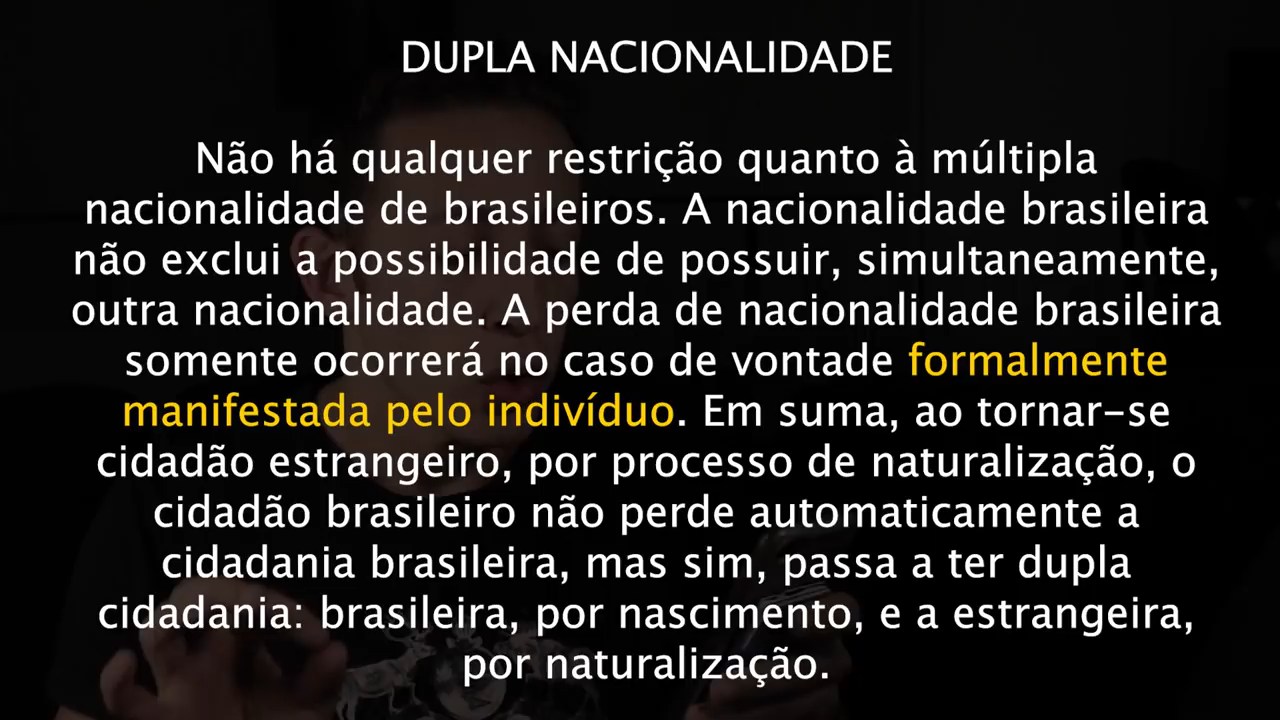 DUPLA NACIONALIDADE
Não há qualquer restrição quanto à múltipla
nacionalidade de brasileiros. A nacionalidade brasileira
não exclui a possibilidade de possuir, simultaneamente,
outra nacionalidade. A perda de nacionalidade brasileira
somente ocorrerá no caso de vontade formalmente
manifestada pelo indivíduo. Em suma, ao tornar-se
cidadão estrangeiro, por processo de naturalização, o
cidadão brasileiro não perde automaticamente a
cidadania brasileira, mas sim, passa a ter dupla
cidadania: brasileira, por nascimento, e a estrangeira,
por naturalização.